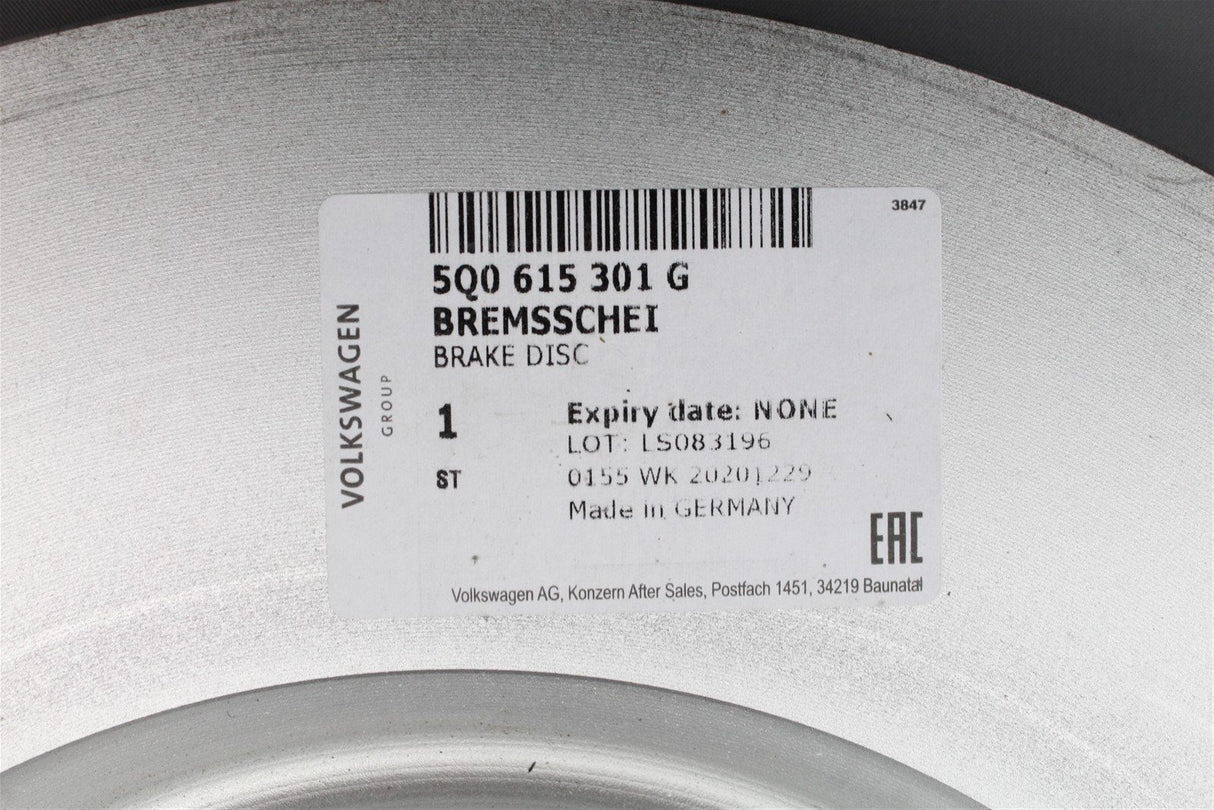 3847
5Q0 615 301 G
BREMSSCHEI
BRAKE DISC
VOLKSWAGEN
GROUP
1
Expiry date: NONE
LOT: LS083196
ST
0155 WK 20201229
Made in GERMANY
EAC
Volkswagen AG, Konzern After Sales, Postfach 1451, 34219 Baunatal